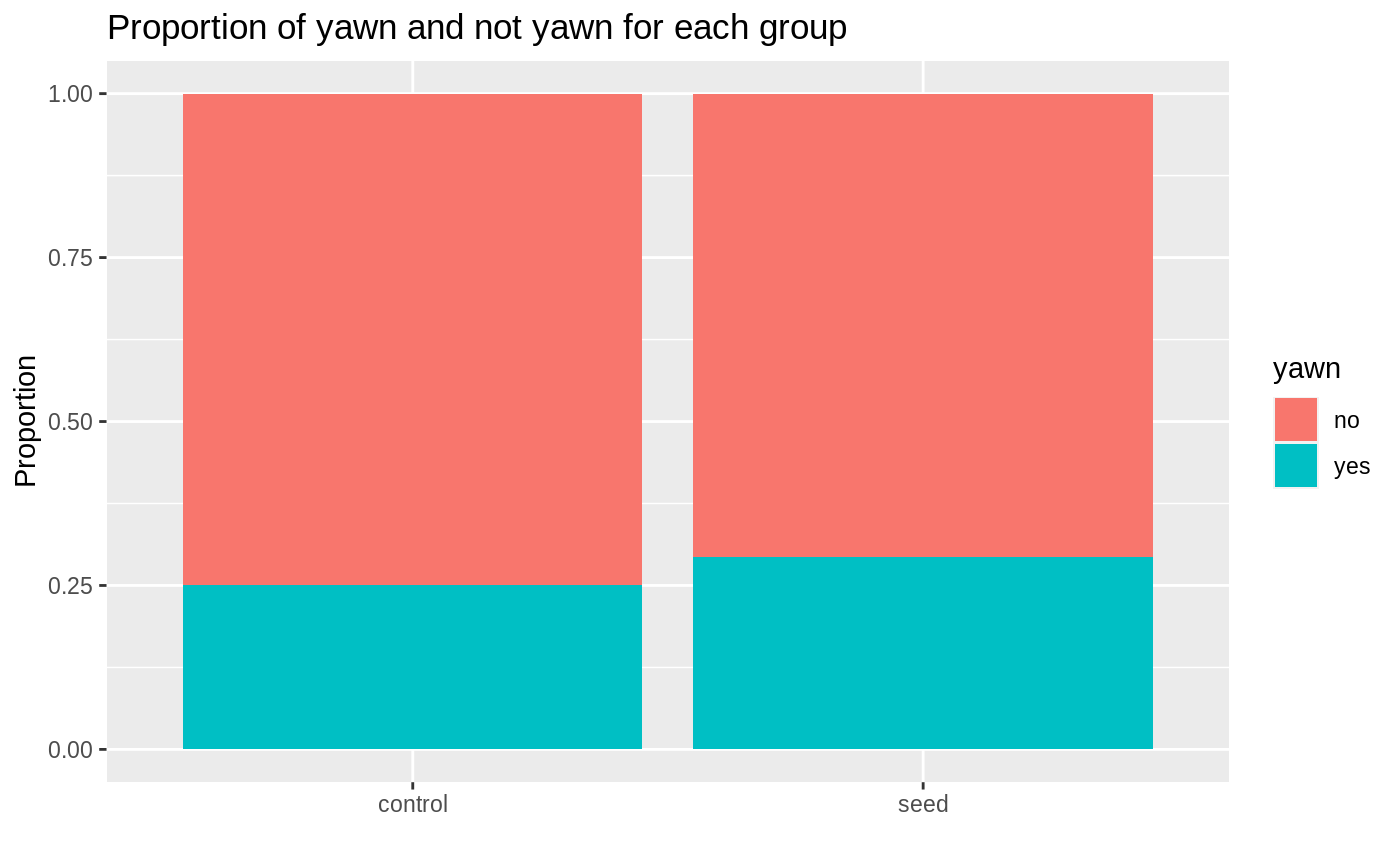 Proportion of yawn and not yawn for each group
Proportion
1.00
0.75
0.50
0.25
0.00
control
seed
yawn
no
yes